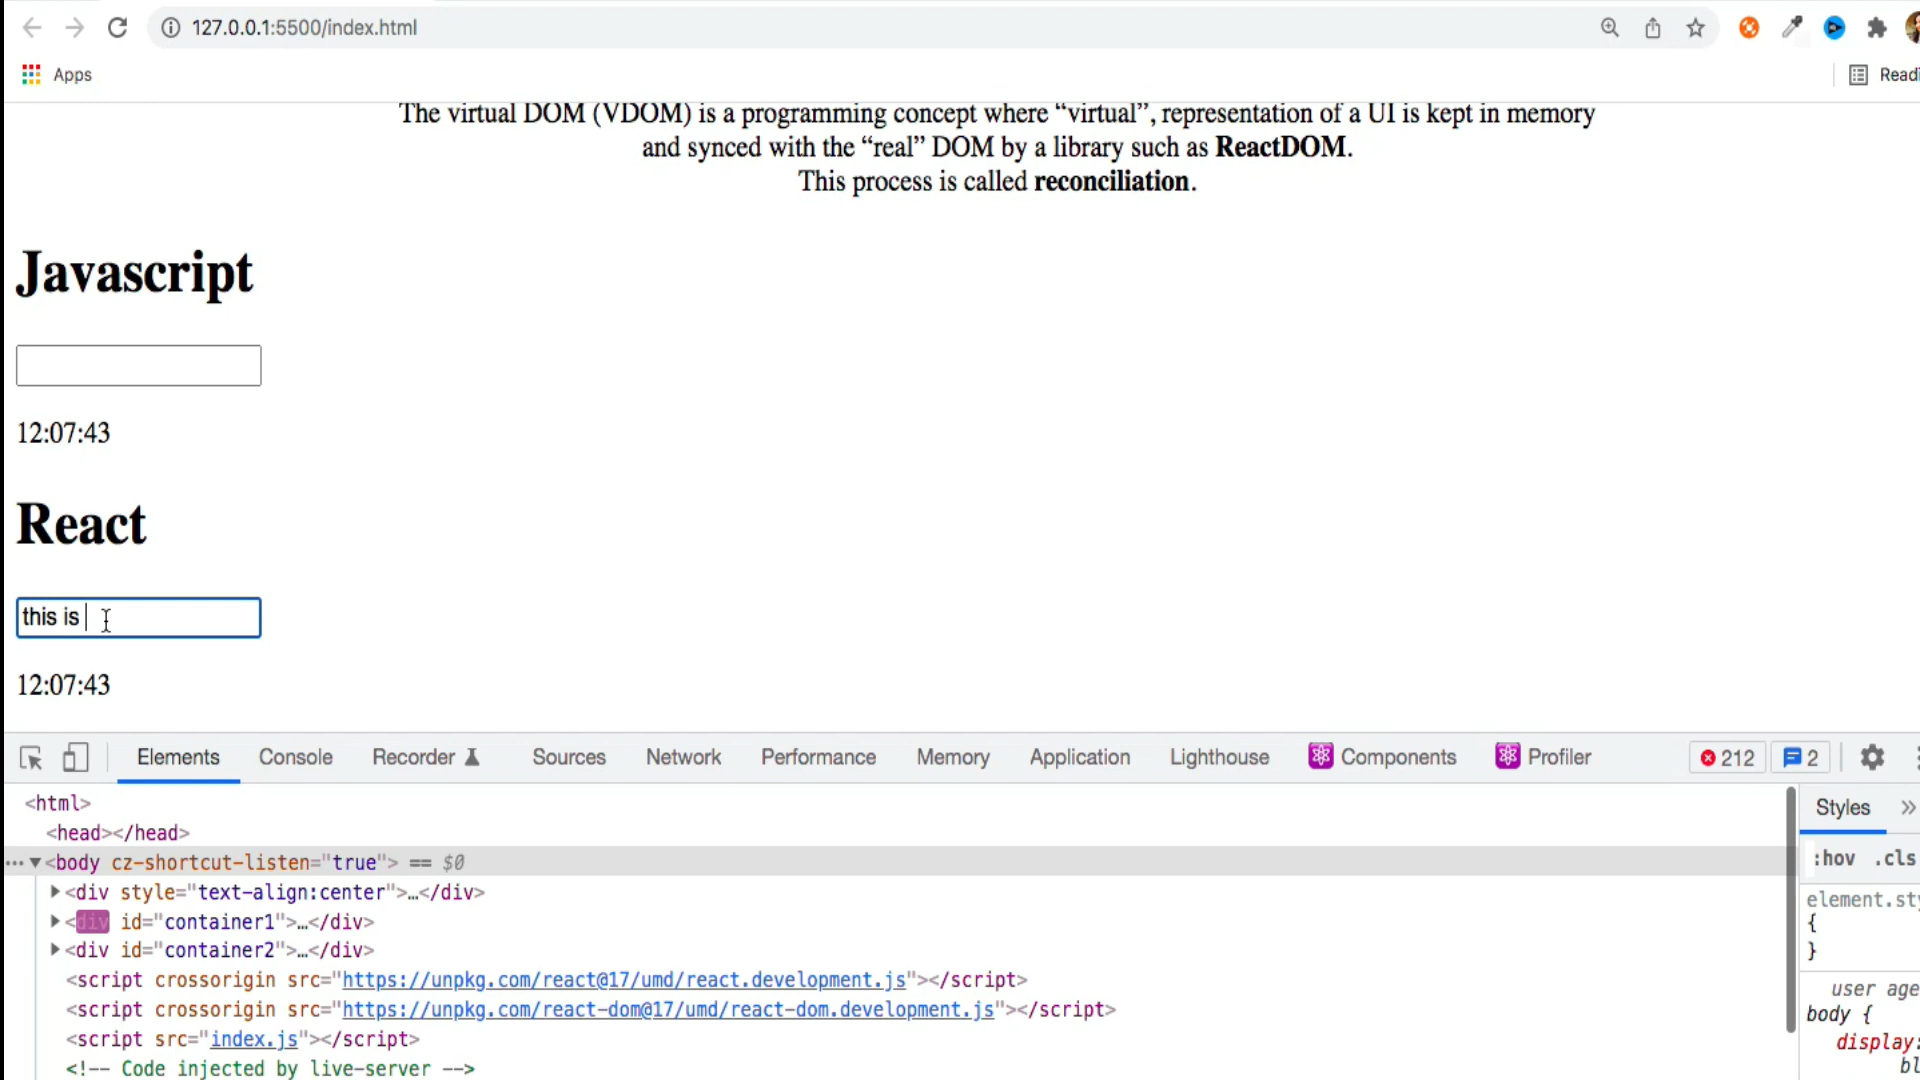 127.0.0.1:5500/index.html
Apps
Readi
The virtual DOM (VDOM) is a programming concept where “virtual”, representation of a UI is kept in memory
and synced with the “real” DOM by a library such as ReactDOM.
This process is called reconciliation.
Javascript
12:07:43
React
this is
12:07:43
Elements Console Recorder Sources Network Performance Memory Application Lighthouse Components Profiler 212 2
<html>
<head></head>
<body cz-shortcut-listen="true"> == $0
<div style="text-align:center">…</div>
<div id="container1">…</div>
<div id="container2">…</div>
<script crossorigin src="https://unpkg.com/react@17/umd/react.development.js"></script>
<script crossorigin src="https://unpkg.com/react-dom@17/umd/react-dom.development.js"></script>
<script src="index.js"></script>
<!-- Code injected by live-server -->
Styles »
:hov .cls
element.sty
{
}
user age
body {
display:
bl